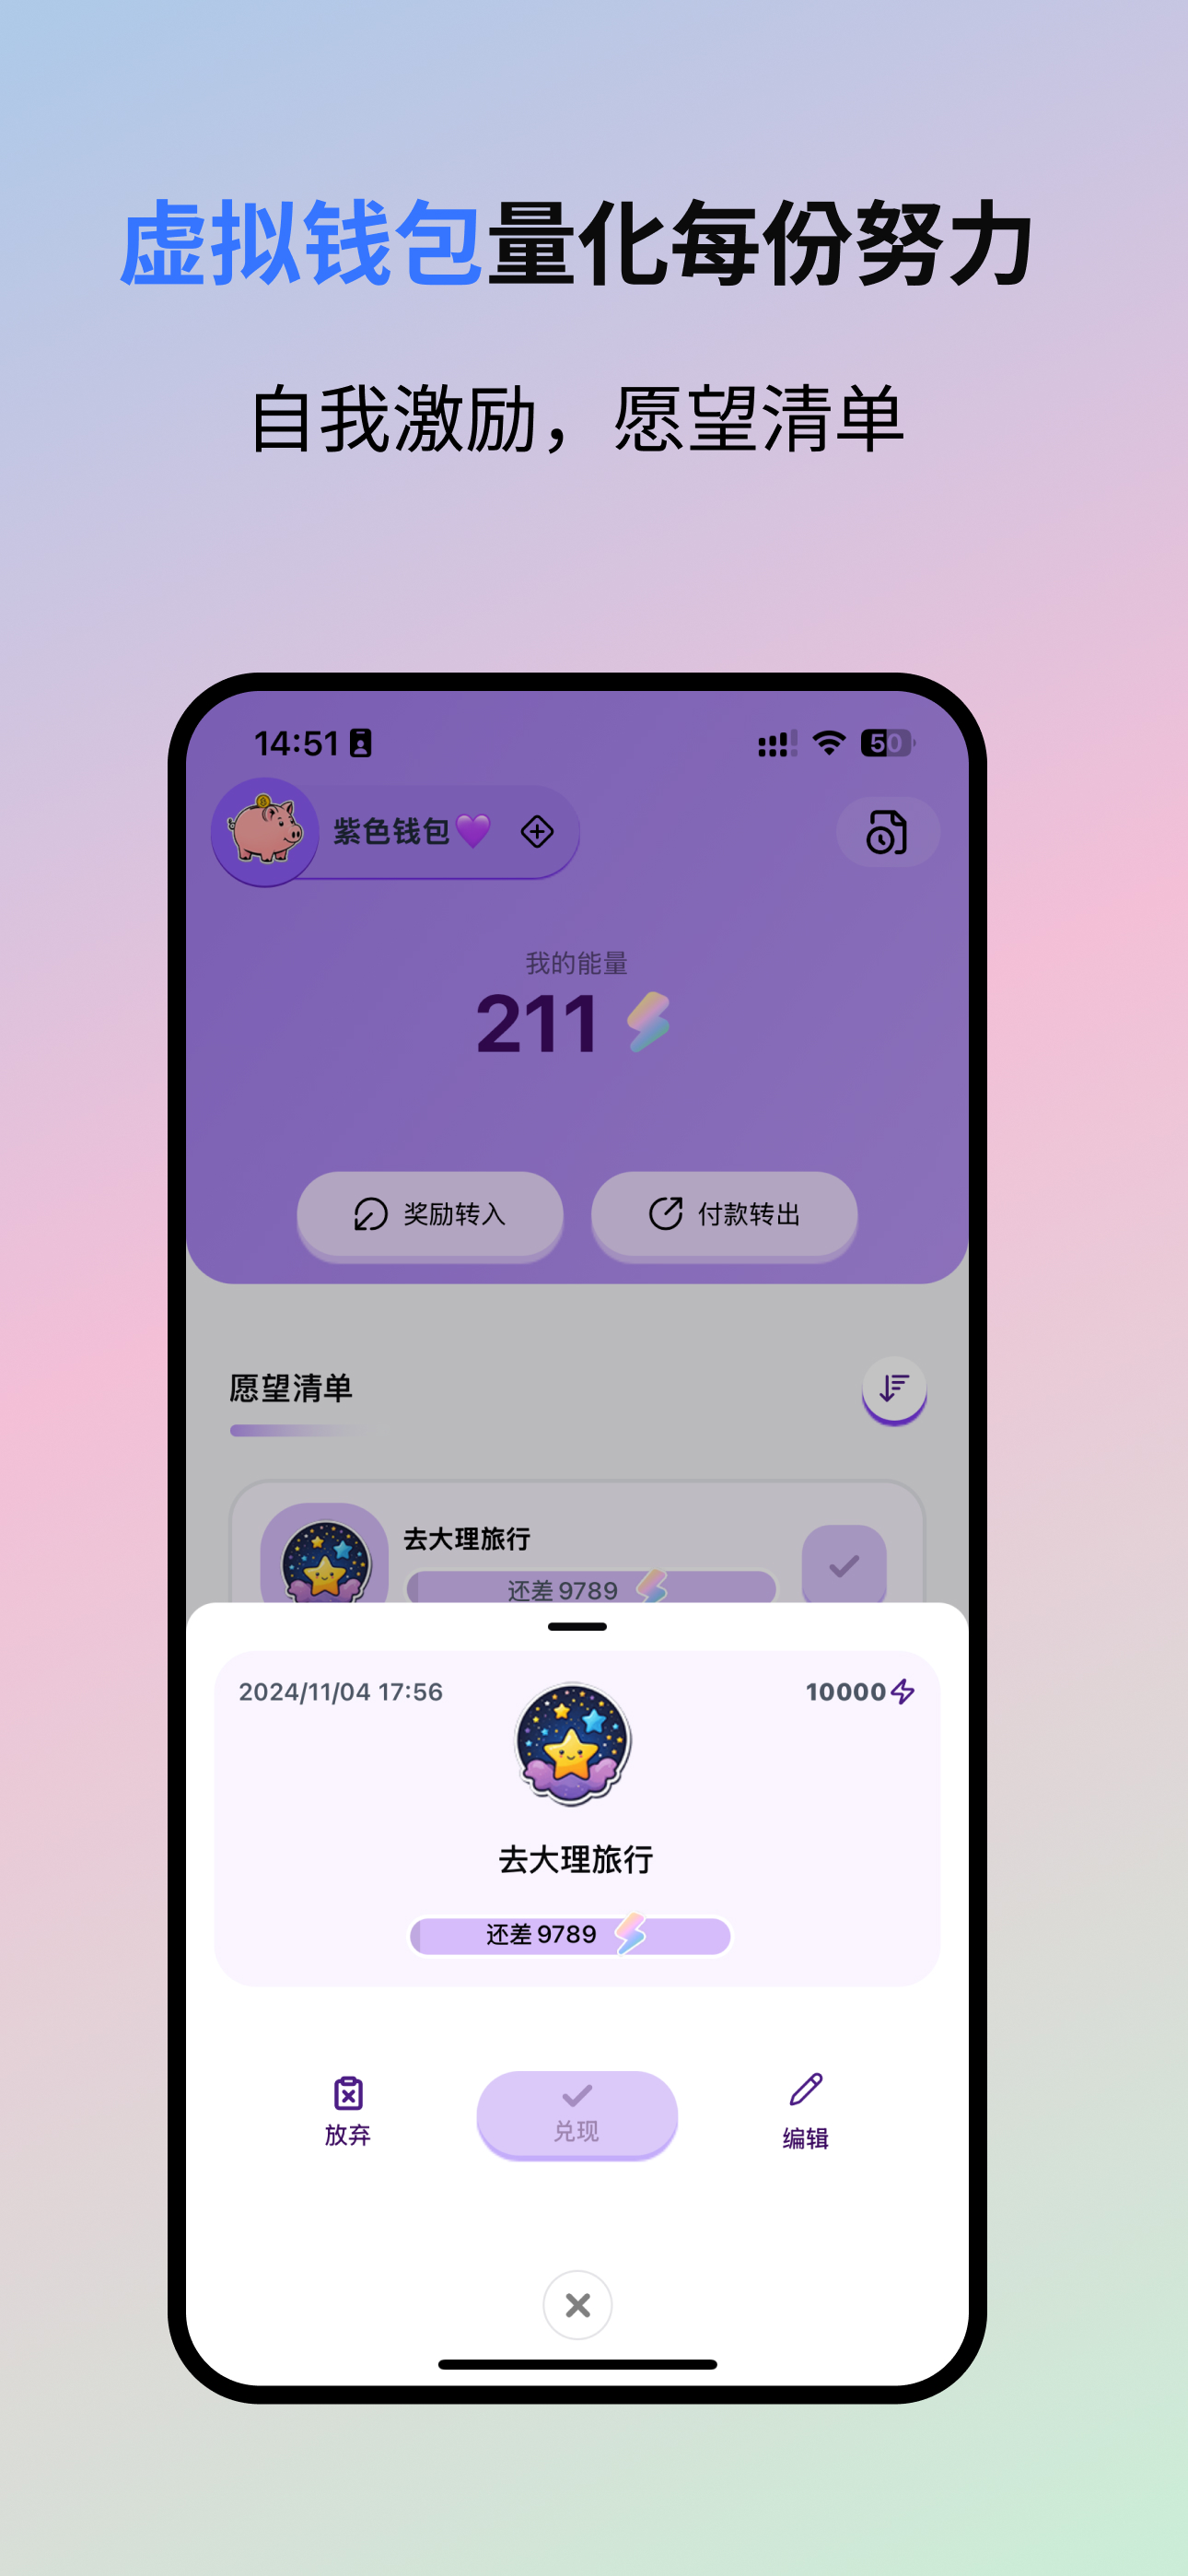 虚拟钱包量化每份努力
自我激励，愿望清单
14:51
50
紫色钱包💜
我的能量
211
奖励转入
付款转出
愿望清单
去大理旅行
还差 9789
2024/11/04 17:56
10000
去大理旅行
还差 9789
放弃
兑现
编辑